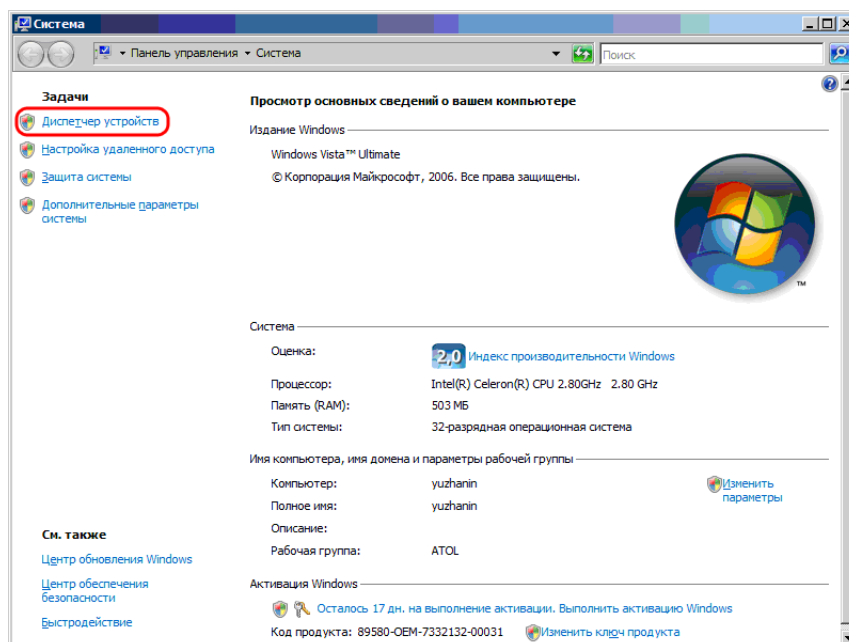 Система
Панель управления Система
Поиск
Задачи
Диспетчер устройств
Настройка удаленного доступа
Защита системы
Дополнительные параметры
системы
Просмотр основных сведений о вашем компьютере
Издание Windows
Windows Vista™ Ultimate
© Корпорация Майкрософт, 2006. Все права защищены.
TM
Система
Оценка: 2,0 Индекс производительности Windows
Процессор: Intel(R) Celeron(R) CPU 2.80GHz 2.80 GHz
Память (RAM): 503 МБ
Тип системы: 32-разрядная операционная система
Имя компьютера, имя домена и параметры рабочей группы
Компьютер: yuzhanin
Изменить
параметры
Полное имя: yuzhanin
Описание:
Рабочая группа: ATOL
См. также
Центр обновления Windows
Центр обеспечения
безопасности
Быстродействие
Активация Windows
Осталось 17 дн. на выполнение активации. Выполнить активацию Windows
Код продукта: 89580-OEM-7332132-00031 Изменить ключ продукта